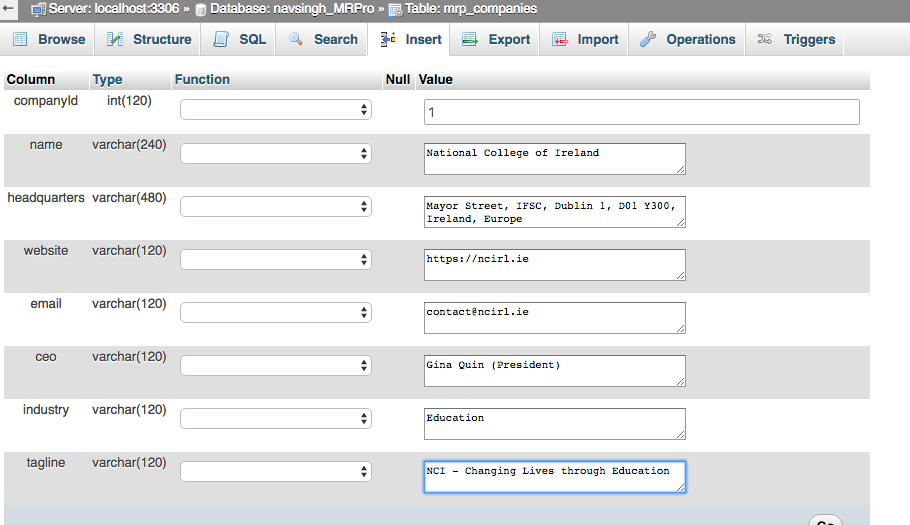 Server: localhost:3306 » Database: navsingh_MRPro » Table: mrp_companies
Browse Structure SQL Search Insert Export Import Operations Triggers
Column Type Function Null Value
companyId int(120) 1
name varchar(240) National College of Ireland
headquarters varchar(480) Mayor Street, IFSC, Dublin 1, D01 Y300,
Ireland, Europe
website varchar(120) https://ncirl.ie
email varchar(120) contact@ncirl.ie
ceo varchar(120) Gina Quin (President)
industry varchar(120) Education
tagline varchar(120) NCI - Changing Lives through Education
Go